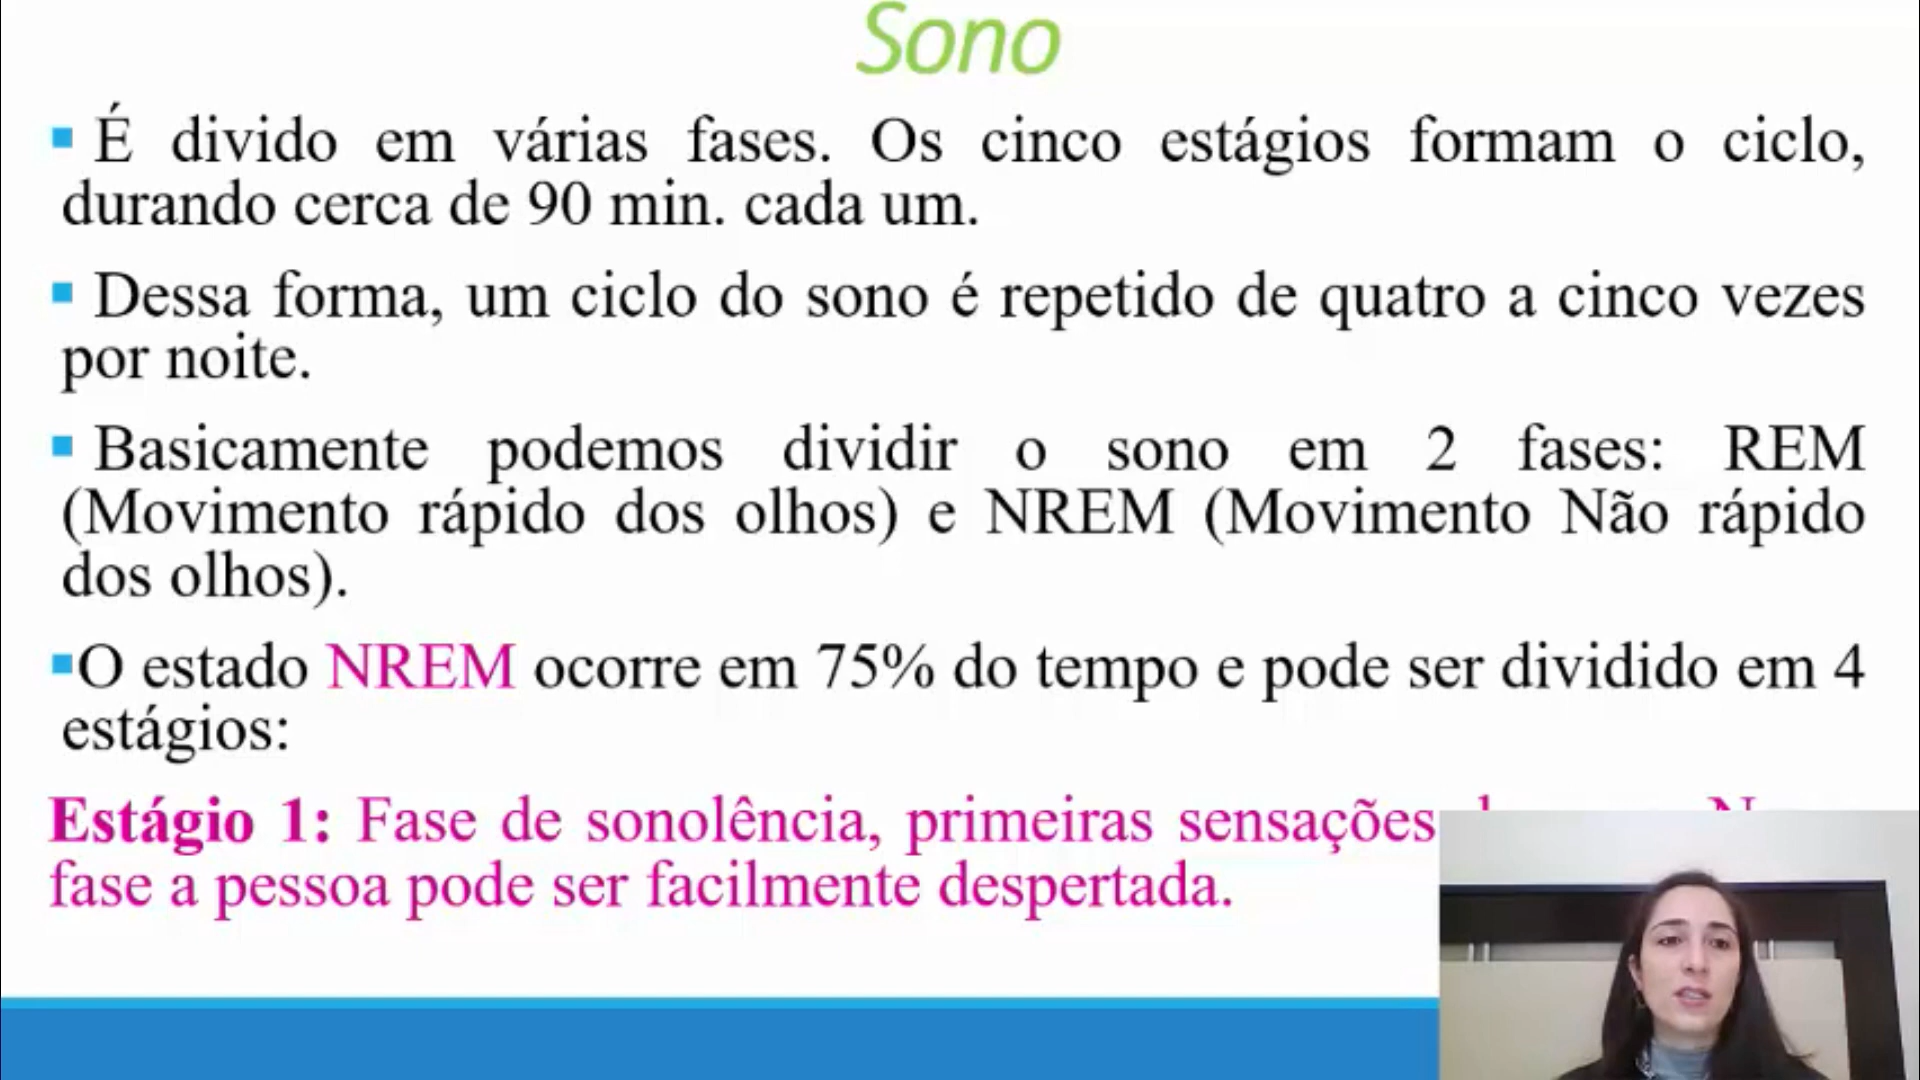 Sono
▪ É divido em várias fases. Os cinco estágios formam o ciclo,
durando cerca de 90 min. cada um.
▪ Dessa forma, um ciclo do sono é repetido de quatro a cinco vezes
por noite.
▪ Basicamente podemos dividir o sono em 2 fases: REM
(Movimento rápido dos olhos) e NREM (Movimento Não rápido
dos olhos).
▪O estado NREM ocorre em 75% do tempo e pode ser dividido em 4
estágios:
Estágio 1: Fase de sonolência, primeiras sensações
fase a pessoa pode ser facilmente despertada.